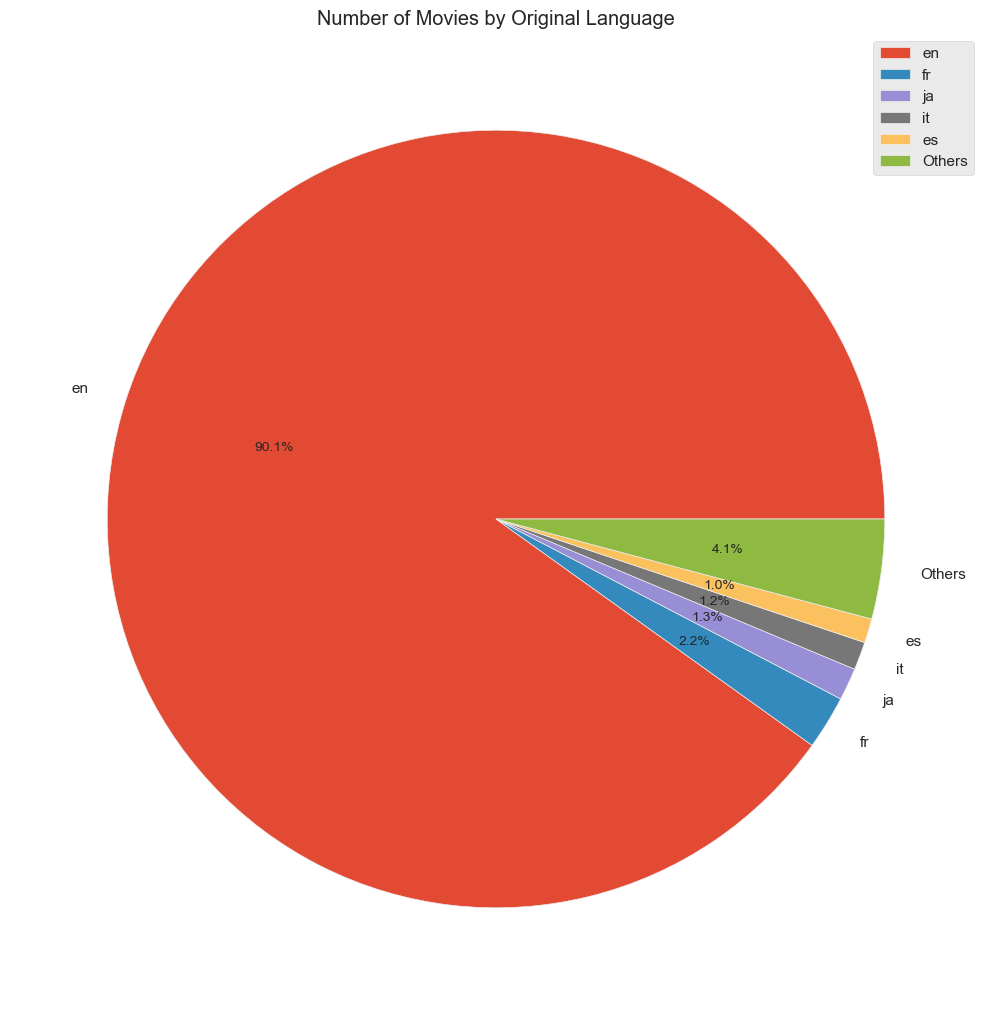 Number of Movies by Original Language
en
fr
ja
it
es
Others
en
90.1%
4.1%
Others
1.0%
1.2%
1.3%
2.2%
es
it
ja
fr